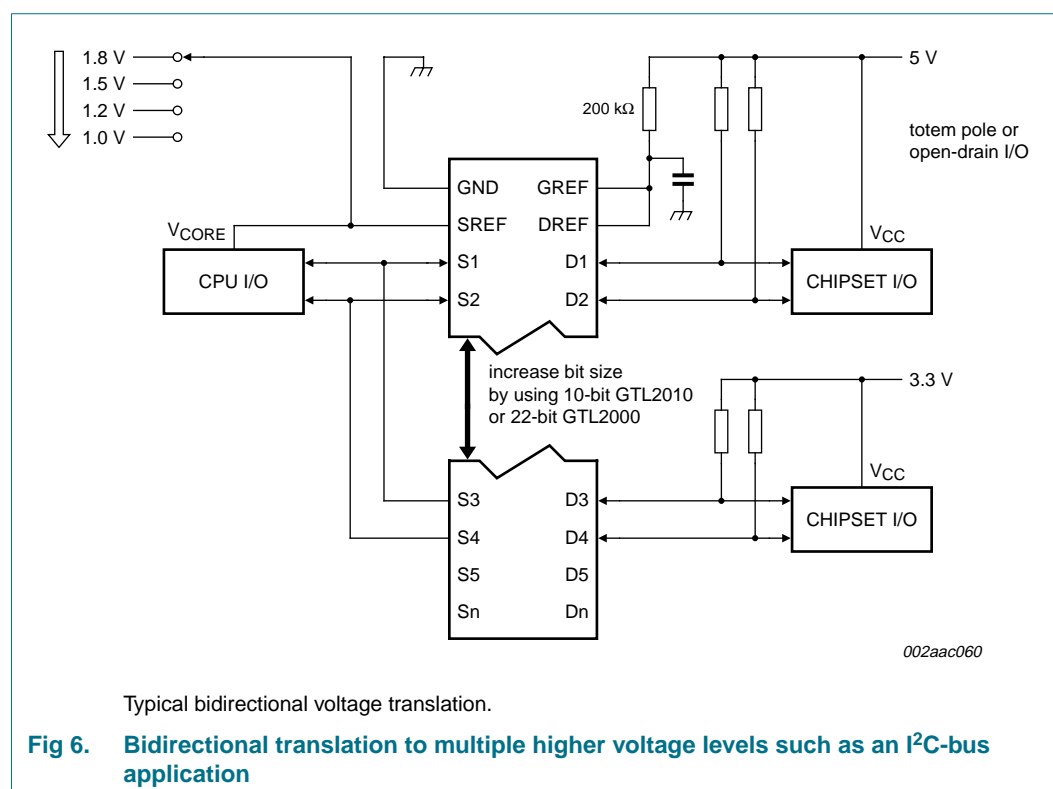 1.8 V
1.5 V
1.2 V
1.0 V
5 V
200 kΩ
totem pole or
open-drain I/O
GND GREF
SREF DREF
VCORE
VCC
S1 D1
CPU I/O
CHIPSET I/O
S2 D2
increase bit size
by using 10-bit GTL2010
or 22-bit GTL2000
3.3 V
VCC
S3 D3
CHIPSET I/O
S4 D4
S5 D5
Sn Dn
002aac060
Typical bidirectional voltage translation.
Fig 6. Bidirectional translation to multiple higher voltage levels such as an I²C-bus
application